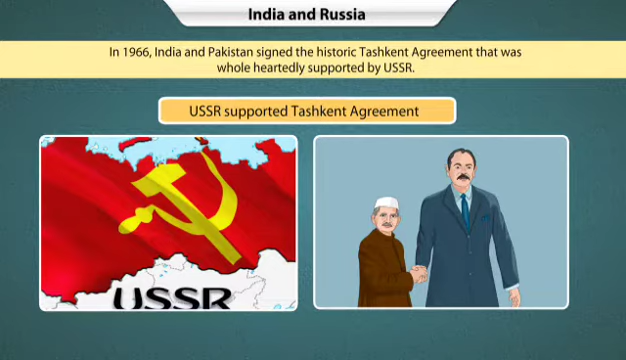 India and Russia
In 1966, India and Pakistan signed the historic Tashkent Agreement that was
whole heartedly supported by USSR.
USSR supported Tashkent Agreement
USSR